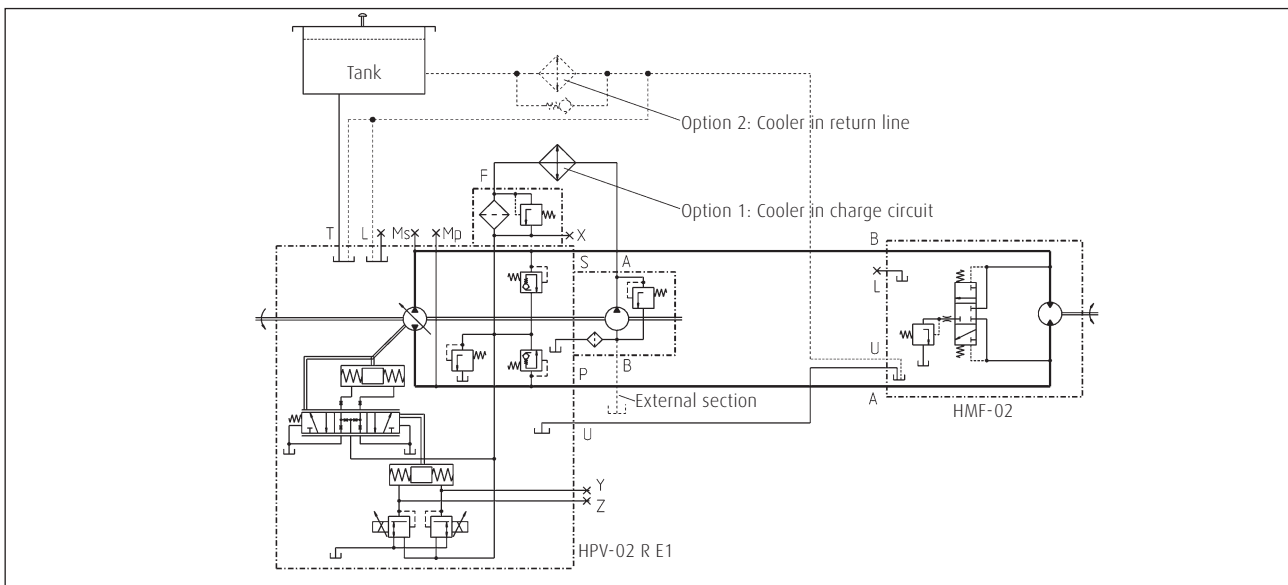 Tank
Option 2: Cooler in return line
F
Option 1: Cooler in charge circuit
T L Ms Mp X
S A
B
L
P B
U
A
External section
HMF-02
U
Y
Z
HPV-02 R E1